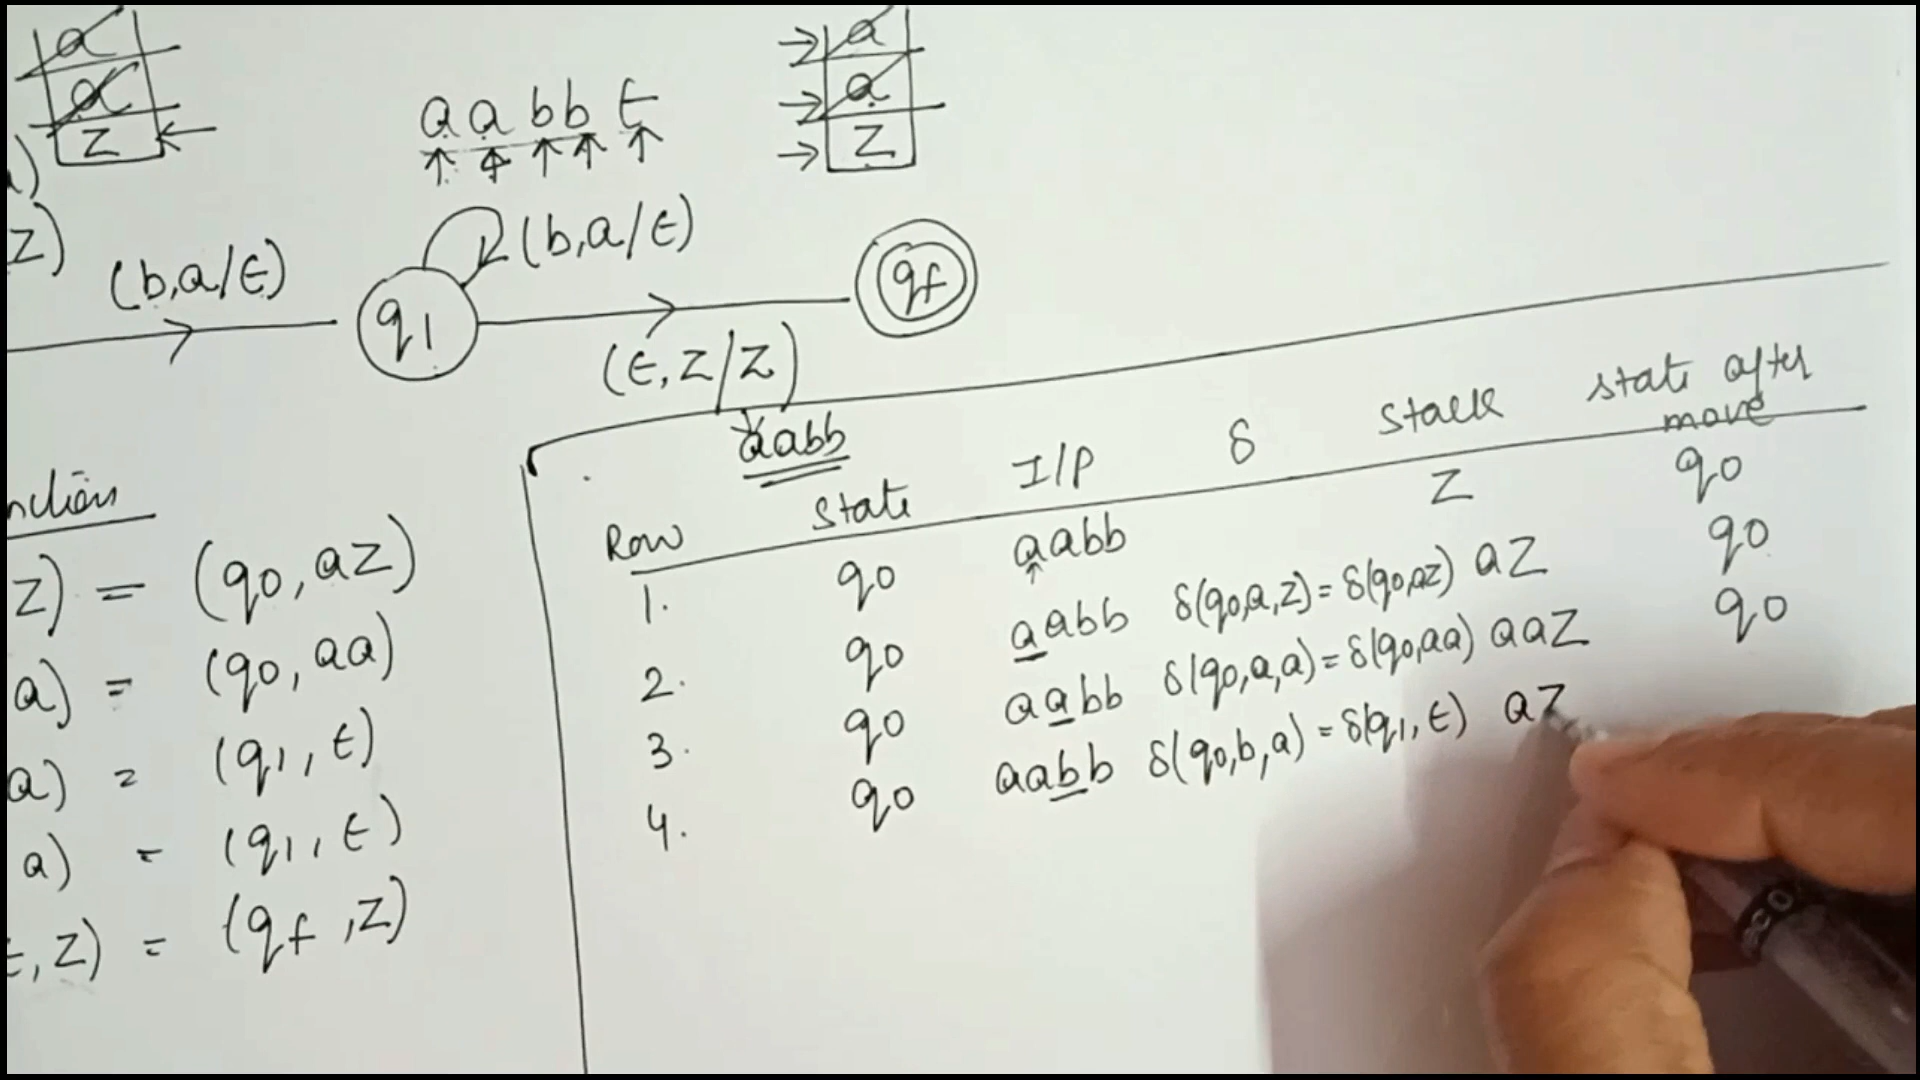 a
a
Z
a a b b ε
a
a
Z
a)
Z)
(b,a/ε)
q1
(b,a/ε)
(ε,Z/Z)
qf
nction
Z) = (q0,aZ)
a) = (q0,aa)
a) = (q1,ε)
a) = (q1,ε)
ε,Z) = (qf,Z)
aabb
Row State I/P δ Stack State after move
1. q0 aabb Z q0
2. q0 aabb δ(q0,a,z)=δ(q0,az) aZ q0
3. q0 aabb δ(q0,a,a)=δ(q0,aa) aaZ q0
4. q0 aabb δ(q0,b,a)=δ(q1,ε) aZ